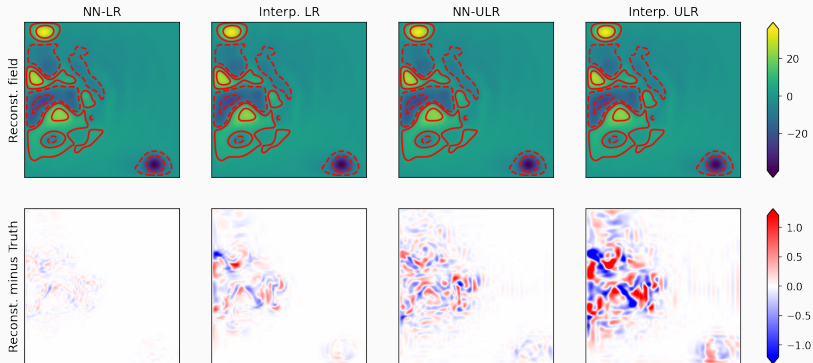 NN-LR
Interp. LR
NN-ULR
Interp. ULR
Reconst. field
20
0
−20
Reconst. minus Truth
1.0
0.5
0.0
−0.5
−1.0